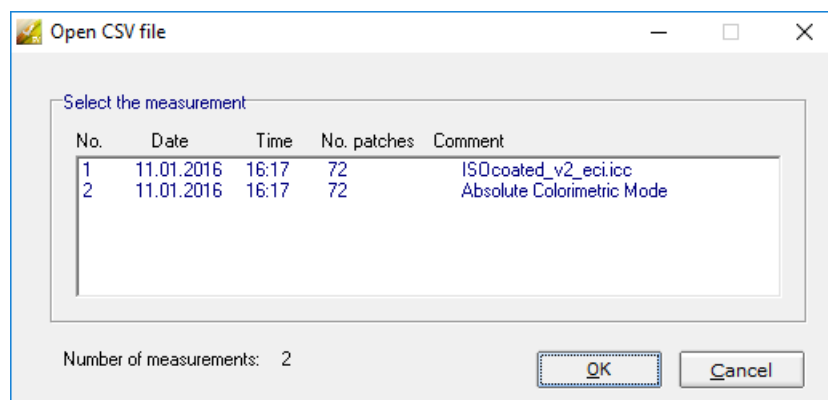 Open CSV file
Select the measurement
No. Date Time No. patches Comment
1 11.01.2016 16:17 72 ISOcoated_v2_eci.icc
2 11.01.2016 16:17 72 Absolute Colorimetric Mode
Number of measurements: 2
OK Cancel